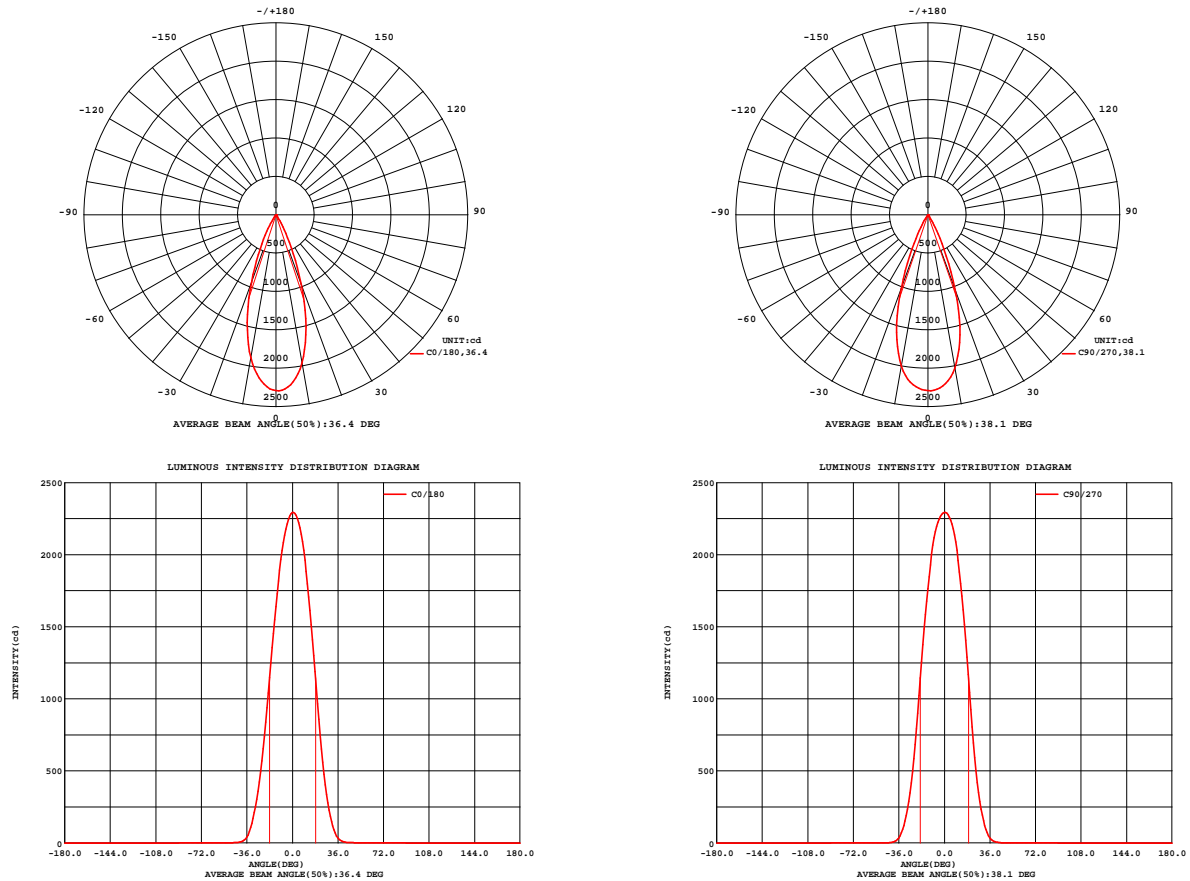 -/+180
-150 150
-120 120
-90 0 90
500
1000
-60 1500 60
UNIT:cd
C0/180,36.4
2000
-30 30
2500
0
AVERAGE BEAM ANGLE(50%):36.4 DEG
-/+180
-150 150
-120 120
-90 0 90
500
1000
-60 1500 60
UNIT:cd
C90/270,38.1
2000
-30 30
2500
0
AVERAGE BEAM ANGLE(50%):38.1 DEG
LUMINOUS INTENSITY DISTRIBUTION DIAGRAM
2500
C0/180
2000
1500
INTENSITY(cd)
1000
500
0
-180.0 -144.0 -108.0 -72.0 -36.0 0.0 36.0 72.0 108.0 144.0 180.0
ANGLE(DEG)
AVERAGE BEAM ANGLE(50%):36.4 DEG
LUMINOUS INTENSITY DISTRIBUTION DIAGRAM
2500
C90/270
2000
1500
INTENSITY(cd)
1000
500
0
-180.0 -144.0 -108.0 -72.0 -36.0 0.0 36.0 72.0 108.0 144.0 180.0
ANGLE(DEG)
AVERAGE BEAM ANGLE(50%):38.1 DEG